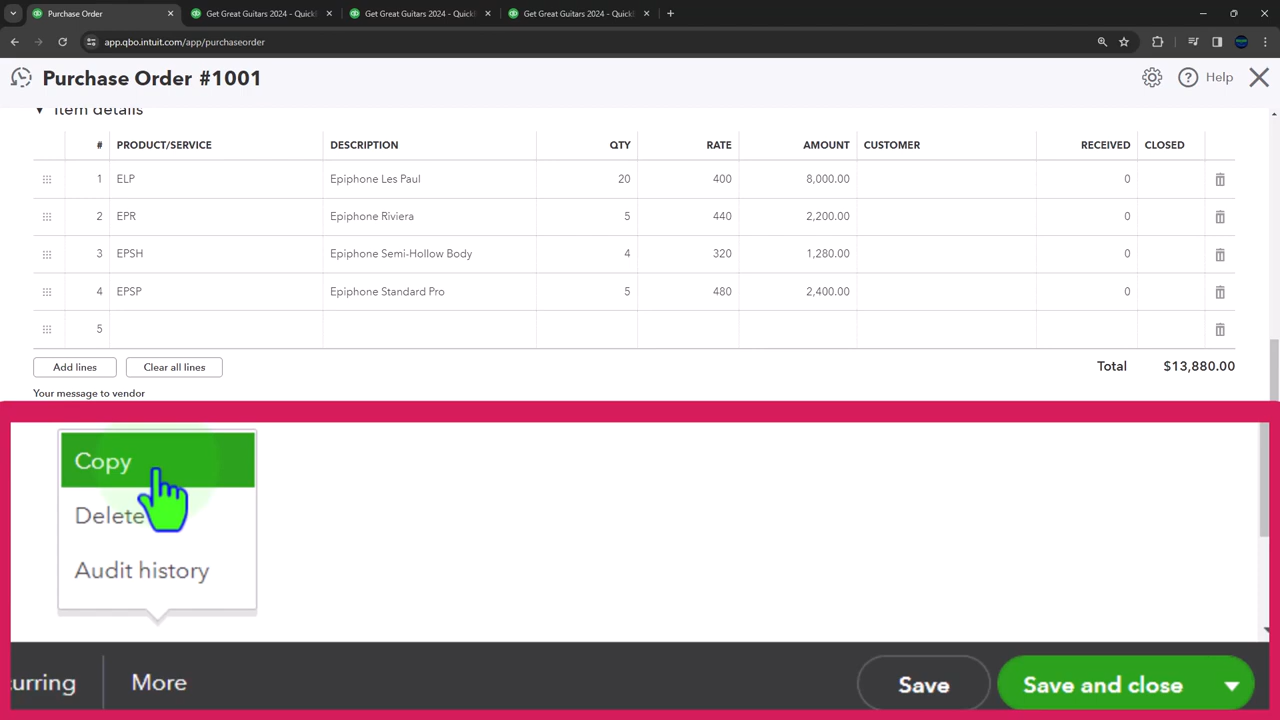 Purchase Order
Get Great Guitars 2024 - QuickB
Get Great Guitars 2024 - QuickB
Get Great Guitars 2024 - QuickB
app.qbo.intuit.com/app/purchaseorder
Purchase Order #1001
Help
Item details
# PRODUCT/SERVICE DESCRIPTION QTY RATE AMOUNT CUSTOMER RECEIVED CLOSED
1 ELP Epiphone Les Paul 20 400 8,000.00 0
2 EPR Epiphone Riviera 5 440 2,200.00 0
3 EPSH Epiphone Semi-Hollow Body 4 320 1,280.00 0
4 EPSP Epiphone Standard Pro 5 480 2,400.00 0
5
Add lines Clear all lines Total $13,880.00
Your message to vendor
Copy
Delete
Audit history
curring More Save Save and close